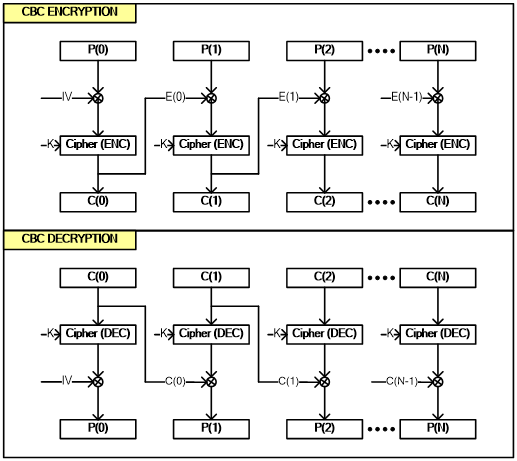 CBC ENCRYPTION
P(0) P(1) P(2) P(N)
IV E(0) E(1) E(N-1)
K Cipher (ENC) K Cipher (ENC) K Cipher (ENC) K Cipher (ENC)
C(0) C(1) C(2) C(N)
CBC DECRYPTION
C(0) C(1) C(2) C(N)
K Cipher (DEC) K Cipher (DEC) K Cipher (DEC) K Cipher (DEC)
IV C(0) C(1) C(N-1)
P(0) P(1) P(2) P(N)